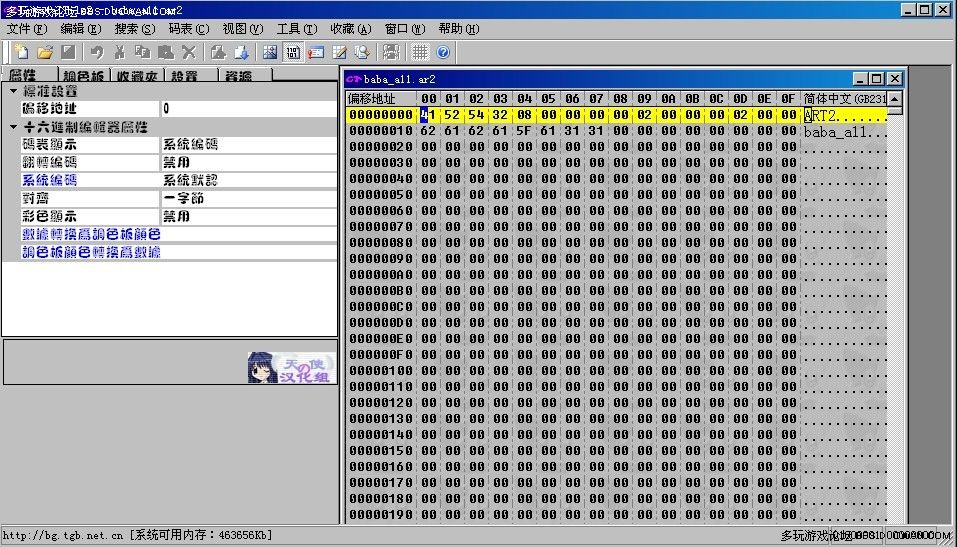 多玩游戏论坛BBS.DUOWAN.COM
文件(F) 编辑(E) 搜索(S) 码表(C) 视图(V) 工具(T) 收藏(A) 窗口(W) 帮助(H)
屬性 調色板 收藏夾 設置 資源
標准設置
偏移地址 0
十六進制編輯器屬性
碼表顯示 系統編碼
翻轉編碼 禁用
系統編碼 系統默認
對齊 一字節
彩色顯示 禁用
數據轉換爲調色板顔色
調色板顔色轉換爲數據
天の使
汉化组
baba_all.ar2
偏移地址 00 01 02 03 04 05 06 07 08 09 0A 0B 0C 0D 0E 0F 简体中文(GB231
00000000 41 52 54 32 08 00 00 00 00 02 00 00 00 02 00 00 ART2.......
00000010 62 61 62 61 5F 61 31 31 00 00 00 00 00 00 00 00 baba_all...
00000020 00 00 00 00 00 00 00 00 00 00 00 00 00 00 00 00 ...........
00000030 00 00 00 00 00 00 00 00 00 00 00 00 00 00 00 00 ...........
00000040 00 00 00 00 00 00 00 00 00 00 00 00 00 00 00 00 ...........
00000050 00 00 00 00 00 00 00 00 00 00 00 00 00 00 00 00 ...........
00000060 00 00 00 00 00 00 00 00 00 00 00 00 00 00 00 00 ...........
00000070 00 00 00 00 00 00 00 00 00 00 00 00 00 00 00 00 ...........
00000080 00 00 00 00 00 00 00 00 00 00 00 00 00 00 00 00 ...........
00000090 00 00 00 00 00 00 00 00 00 00 00 00 00 00 00 00 ...........
000000A0 00 00 00 00 00 00 00 00 00 00 00 00 00 00 00 00 ...........
000000B0 00 00 00 00 00 00 00 00 00 00 00 00 00 00 00 00 ...........
000000C0 00 00 00 00 00 00 00 00 00 00 00 00 00 00 00 00 ...........
000000D0 00 00 00 00 00 00 00 00 00 00 00 00 00 00 00 00 ...........
000000E0 00 00 00 00 00 00 00 00 00 00 00 00 00 00 00 00 ...........
000000F0 00 00 00 00 00 00 00 00 00 00 00 00 00 00 00 00 ...........
00000100 00 00 00 00 00 00 00 00 00 00 00 00 00 00 00 00 ...........
00000110 00 00 00 00 00 00 00 00 00 00 00 00 00 00 00 00 ...........
00000120 00 00 00 00 00 00 00 00 00 00 00 00 00 00 00 00 ...........
00000130 00 00 00 00 00 00 00 00 00 00 00 00 00 00 00 00 ...........
00000140 00 00 00 00 00 00 00 00 00 00 00 00 00 00 00 00 ...........
00000150 00 00 00 00 00 00 00 00 00 00 00 00 00 00 00 00 ...........
00000160 00 00 00 00 00 00 00 00 00 00 00 00 00 00 00 00 ...........
00000170 00 00 00 00 00 00 00 00 00 00 00 00 00 00 00 00 ...........
00000180 00 00 00 00 00 00 00 00 00 00 00 00 00 00 00 00 ...........
00000190 00 00 00 00 00 00 00 00 00 00 00 00 00 00 00 00 ...........
http://bg.tgb.net.cn [系统可用内存: 463656Kb]
多玩游戏论坛BBS.DUOWAN.COM